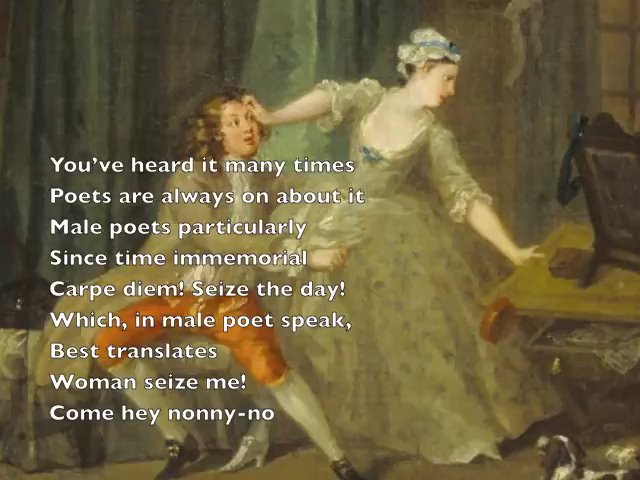 You've heard it many times
Poets are always on about it
Male poets particularly
Since time immemorial
Carpe diem! Seize the day!
Which, in male poet speak,
Best translates
Woman seize me!
Come hey nonny-no